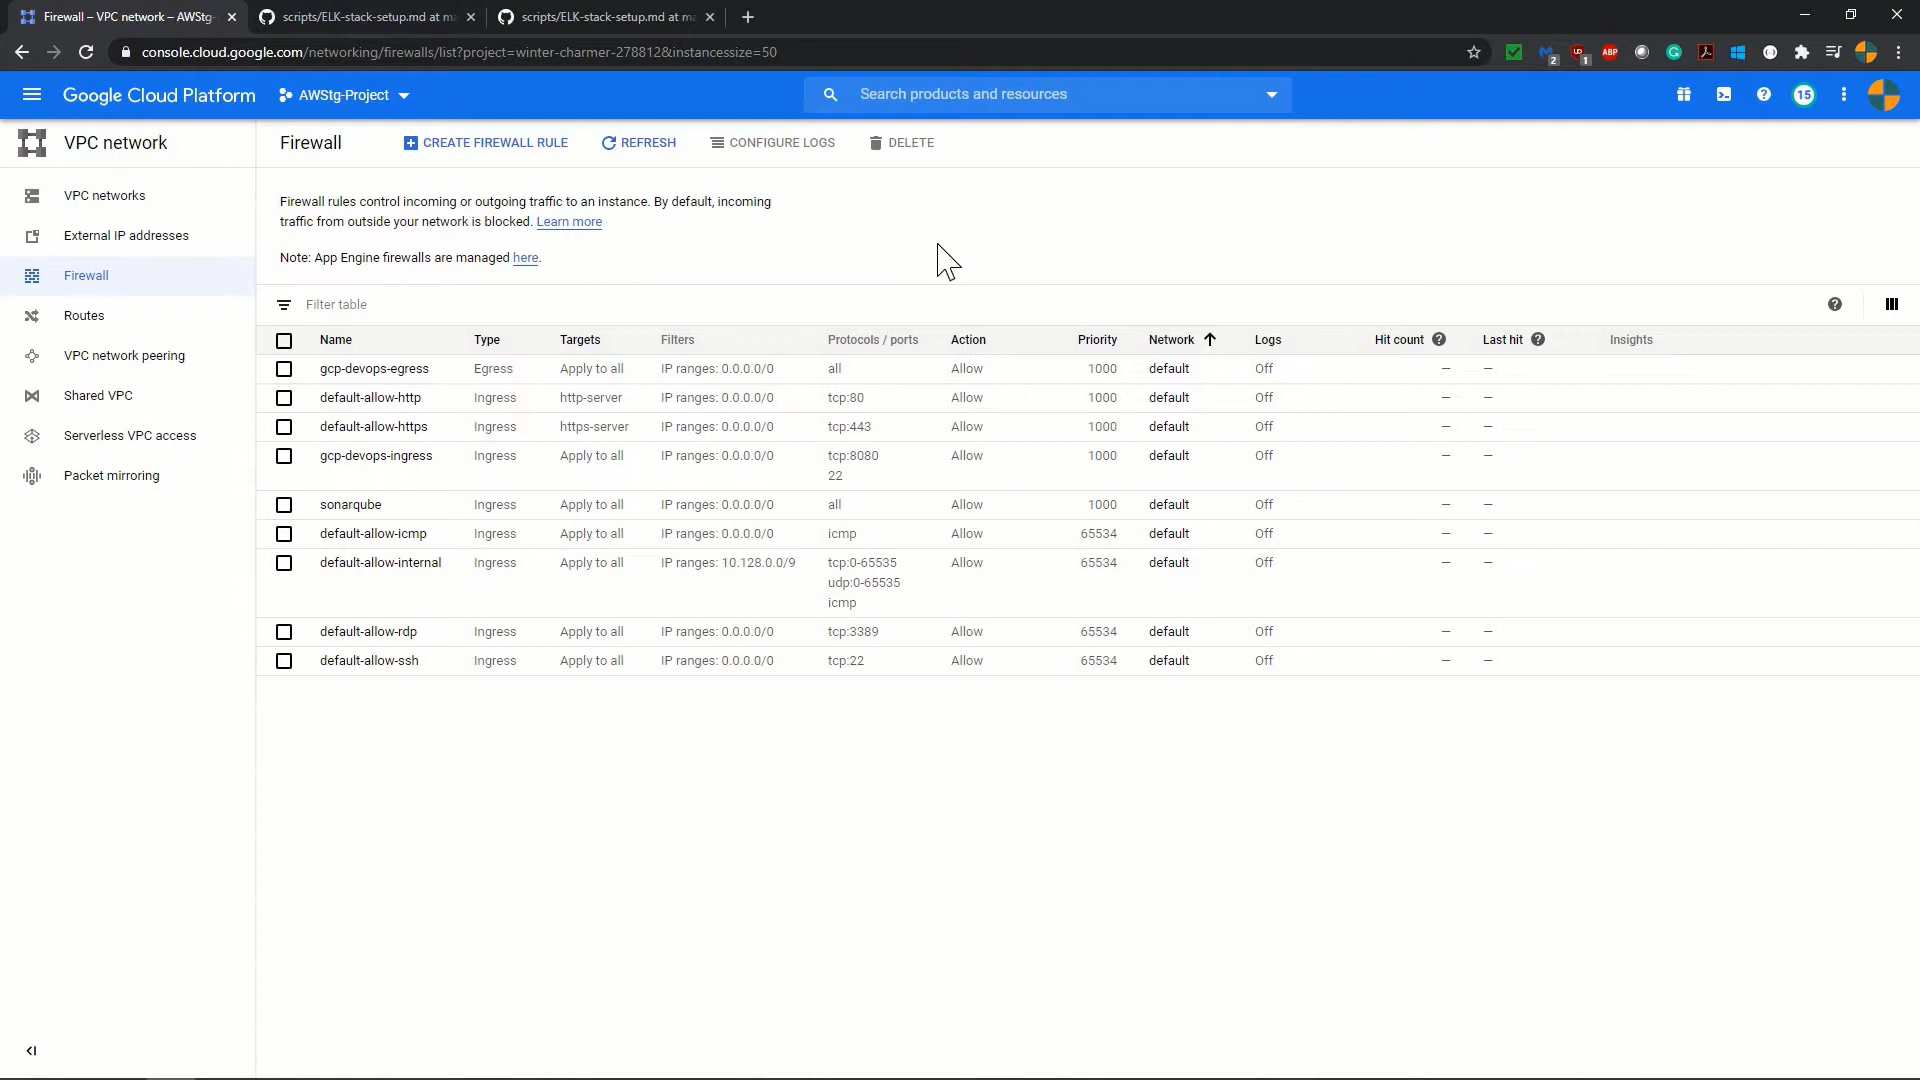 Firewall – VPC network – AWStg-
scripts/ELK-stack-setup.md at ma
scripts/ELK-stack-setup.md at ma
console.cloud.google.com/networking/firewalls/list?project=winter-charmer-278812&instancessize=50
2
1
ABP
Google Cloud Platform
AWStg-Project
Search products and resources
15
VPC network
Firewall
CREATE FIREWALL RULE
REFRESH
CONFIGURE LOGS
DELETE
VPC networks
External IP addresses
Firewall
Routes
VPC network peering
Shared VPC
Serverless VPC access
Packet mirroring
Firewall rules control incoming or outgoing traffic to an instance. By default, incoming
traffic from outside your network is blocked. Learn more
Note: App Engine firewalls are managed here.
Filter table
Name Type Targets Filters Protocols / ports Action Priority Network Logs Hit count Last hit Insights
gcp-devops-egress Egress Apply to all IP ranges: 0.0.0.0/0 all Allow 1000 default Off — —
default-allow-http Ingress http-server IP ranges: 0.0.0.0/0 tcp:80 Allow 1000 default Off — —
default-allow-https Ingress https-server IP ranges: 0.0.0.0/0 tcp:443 Allow 1000 default Off — —
gcp-devops-ingress Ingress Apply to all IP ranges: 0.0.0.0/0 tcp:8080 Allow 1000 default Off — —
22
sonarqube Ingress Apply to all IP ranges: 0.0.0.0/0 all Allow 1000 default Off — —
default-allow-icmp Ingress Apply to all IP ranges: 0.0.0.0/0 icmp Allow 65534 default Off — —
default-allow-internal Ingress Apply to all IP ranges: 10.128.0.0/9 tcp:0-65535 Allow 65534 default Off — —
udp:0-65535
icmp
default-allow-rdp Ingress Apply to all IP ranges: 0.0.0.0/0 tcp:3389 Allow 65534 default Off — —
default-allow-ssh Ingress Apply to all IP ranges: 0.0.0.0/0 tcp:22 Allow 65534 default Off — —